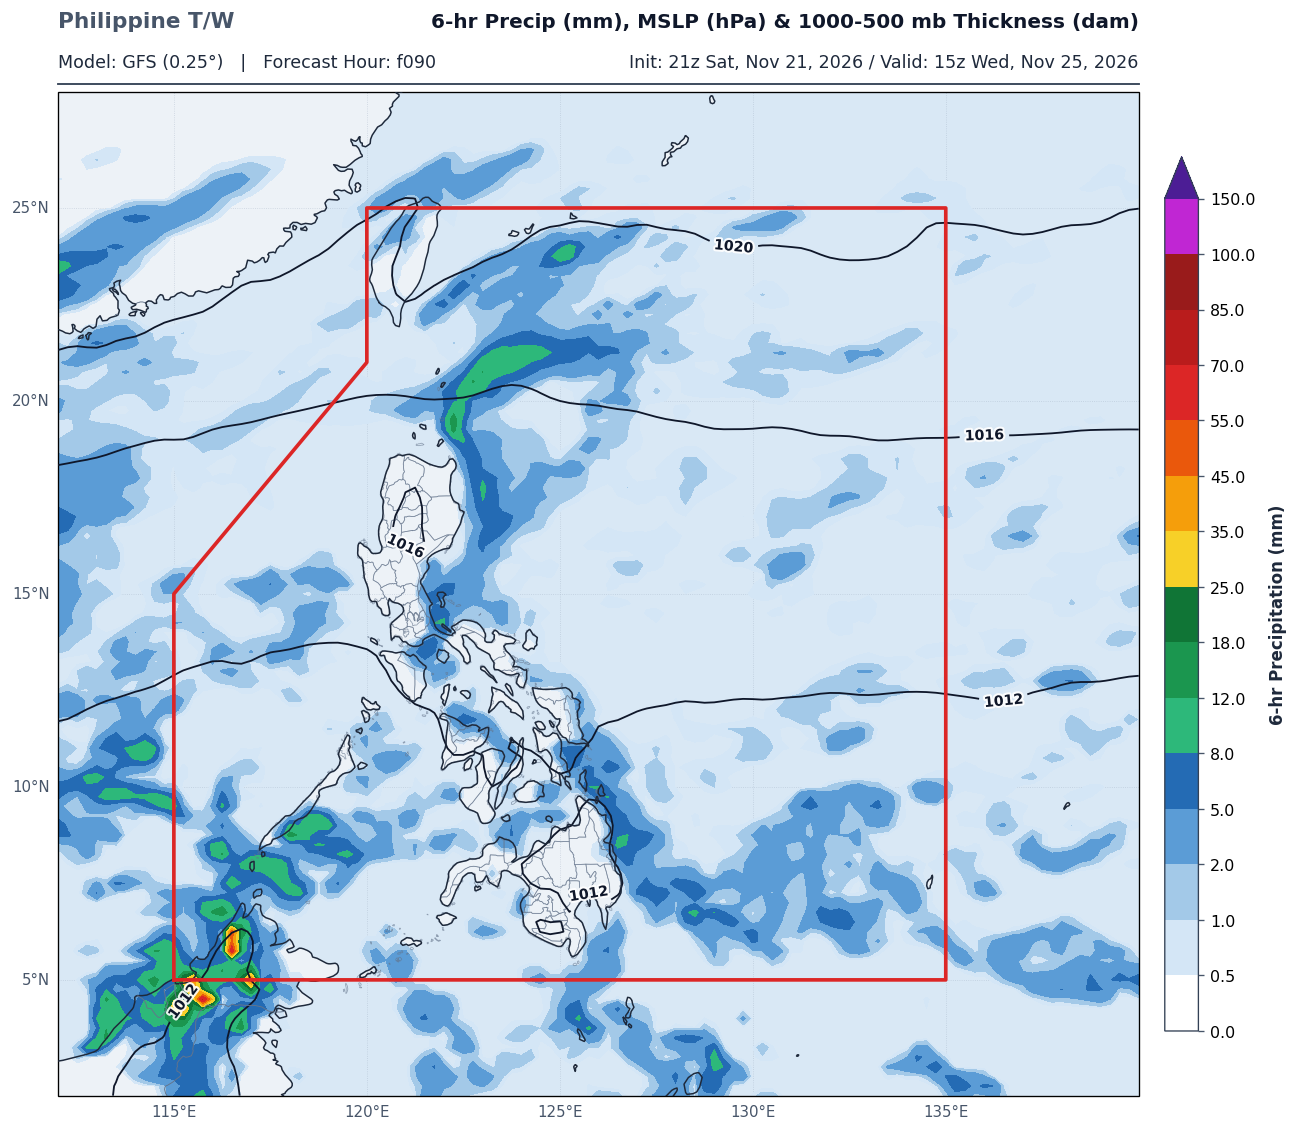 Philippine T/W
6-hr Precip (mm), MSLP (hPa) & 1000-500 mb Thickness (dam)
Model: GFS (0.25°) | Forecast Hour: f090
Init: 21z Sat, Nov 21, 2026 / Valid: 15z Wed, Nov 25, 2026
25°N
20°N
15°N
10°N
5°N
115°E
120°E
125°E
130°E
135°E
1020
1016
1016
1012
1012
1012
150.0
100.0
85.0
70.0
55.0
45.0
35.0
25.0
18.0
12.0
8.0
5.0
2.0
1.0
0.5
0.0
6-hr Precipitation (mm)